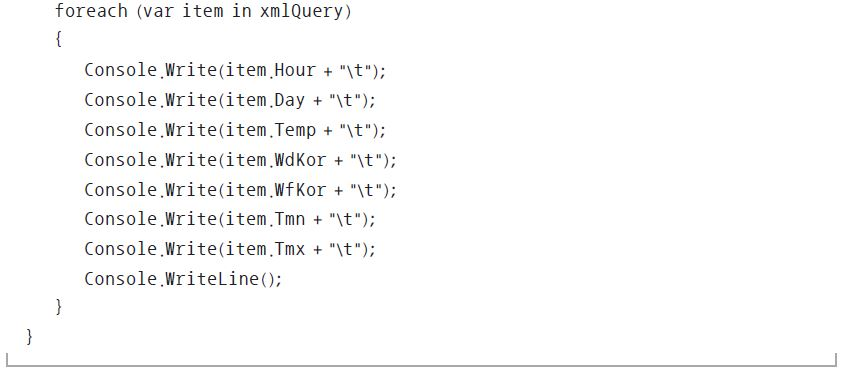 foreach (var item in xmlQuery)
{
Console.Write(item.Hour + "\t");
Console.Write(item.Day + "\t");
Console.Write(item.Temp + "\t");
Console.Write(item.WdKor + "\t");
Console.Write(item.WfKor + "\t");
Console.Write(item.Tmn + "\t");
Console.Write(item.Tmx + "\t");
Console.WriteLine();
}
}